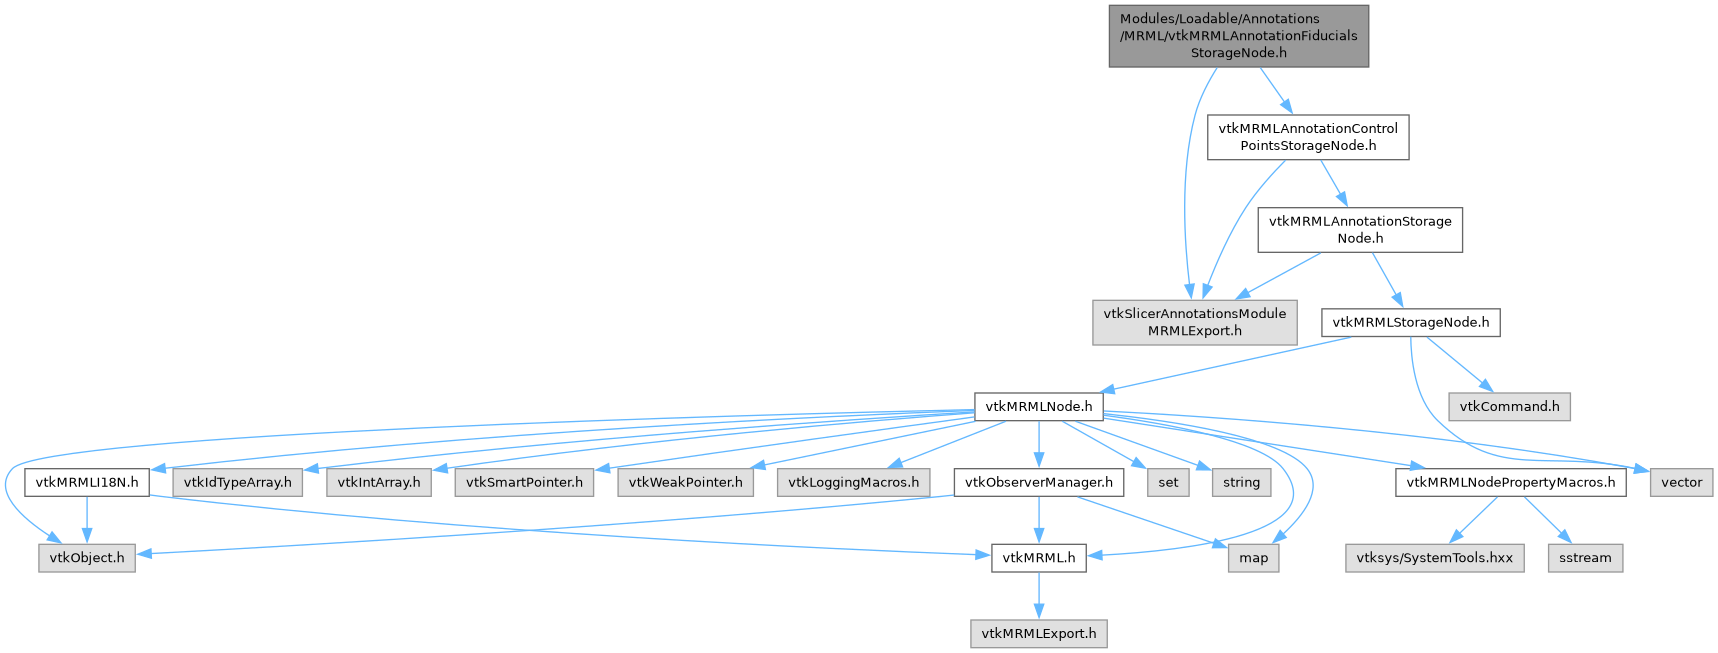 Modules/Loadable/Annotations
/MRML/vtkMRMLAnnotationFiducials
StorageNode.h
vtkMRMLAnnotationControl
PointsStorageNode.h
vtkMRMLAnnotationStorage
Node.h
vtkSlicerAnnotationsModule
MRMLExport.h
vtkMRMLStorageNode.h
vtkMRMLNode.h
vtkCommand.h
vtkMRMLI18N.h
vtkIdTypeArray.h
vtkIntArray.h
vtkSmartPointer.h
vtkWeakPointer.h
vtkLoggingMacros.h
vtkObserverManager.h
set
string
vtkMRMLNodePropertyMacros.h
vector
vtkObject.h
vtkMRML.h
map
vtksys/SystemTools.hxx
sstream
vtkMRMLExport.h